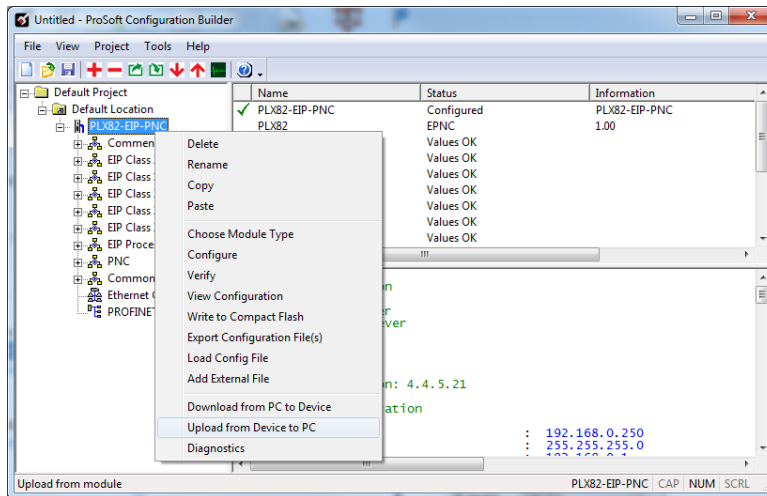 Untitled - ProSoft Configuration Builder
File View Project Tools Help
Default Project
Default Location
PLX82-EIP-PNC
Commen
EIP Class
EIP Class
EIP Class
EIP Class
EIP Class
EIP Proce
PNC
Common
Ethernet
PROFINET
Name Status Information
PLX82-EIP-PNC Configured PLX82-EIP-PNC
PLX82 EPNC 1.00
Values OK
Values OK
Values OK
Values OK
Values OK
Values OK
Values OK
Delete
Rename
Copy
Paste
Choose Module Type
Configure
Verify
View Configuration
Write to Compact Flash
Export Configuration File(s)
Load Config File
Add External File
Download from PC to Device
Upload from Device to PC
Diagnostics
n: 4.4.5.21
ation
: 192.168.0.250
: 255.255.255.0
Upload from module
PLX82-EIP-PNC CAP NUM SCRL